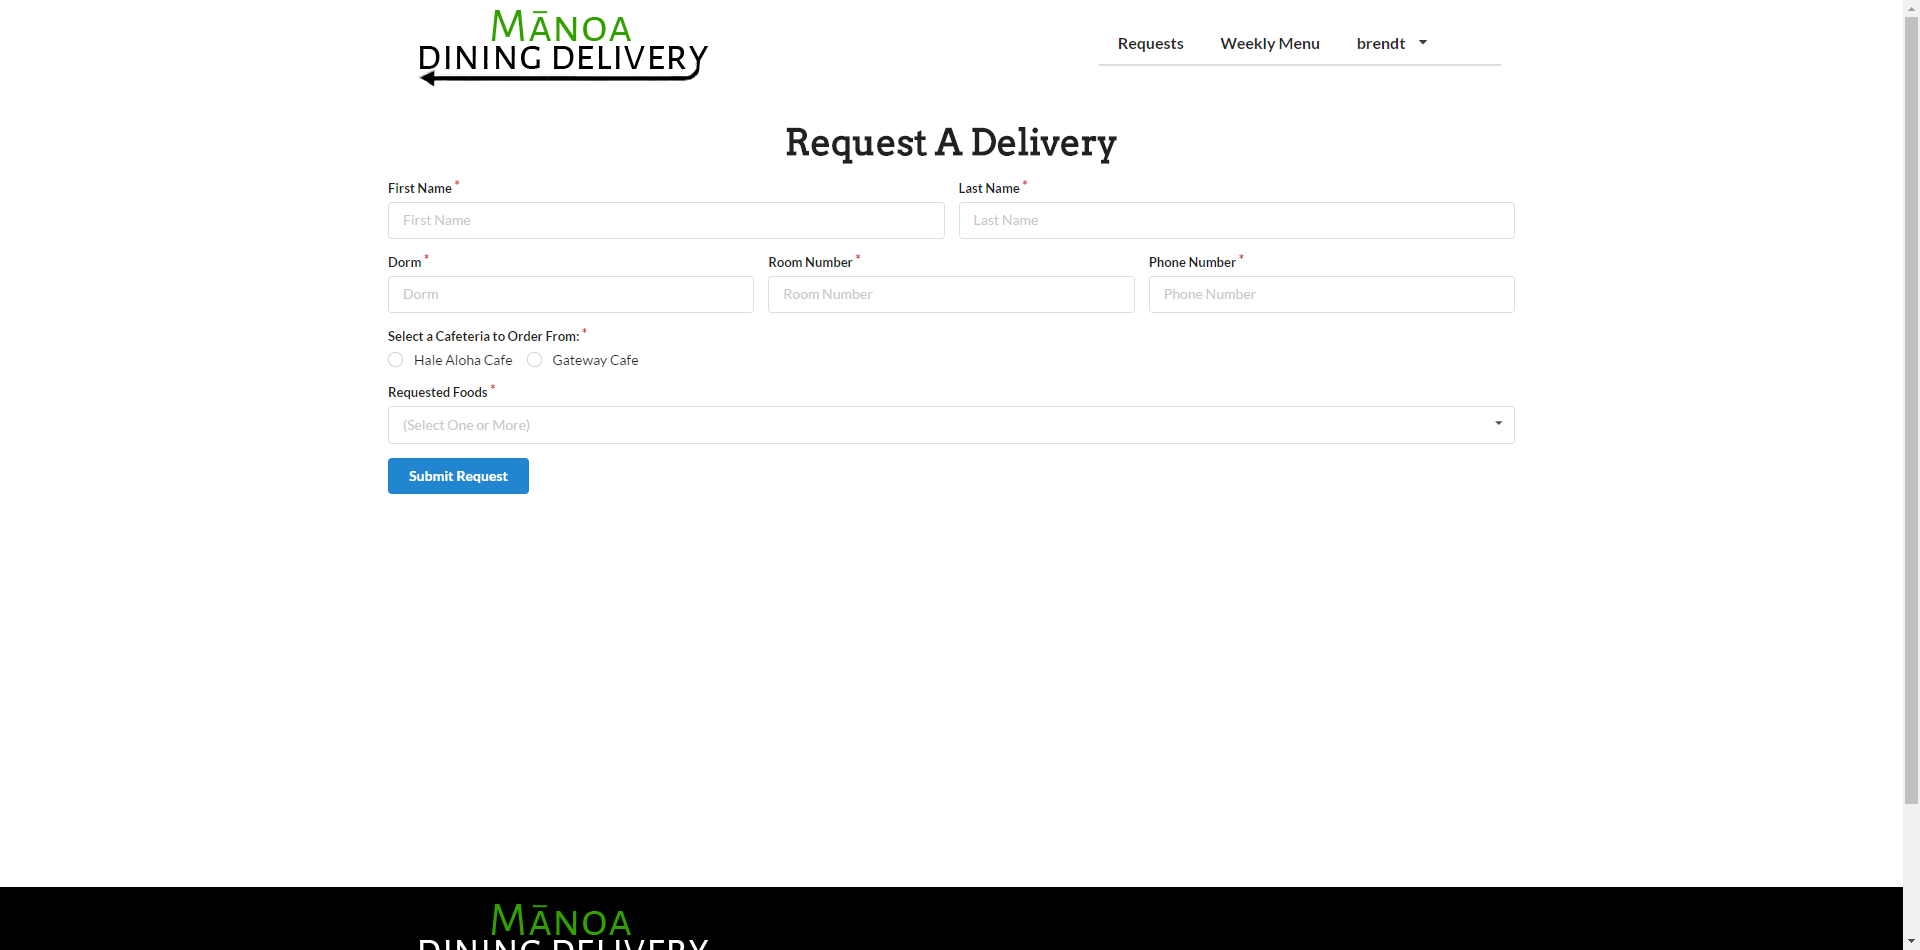 MĀNOA
DINING DELIVERY
Requests Weekly Menu brendt
Request A Delivery
First Name * Last Name *
First Name Last Name
Dorm * Room Number * Phone Number *
Dorm Room Number Phone Number
Select a Cafeteria to Order From: *
Hale Aloha Cafe Gateway Cafe
Requested Foods *
(Select One or More)
Submit Request
MĀNOA
DINING DELIVERY